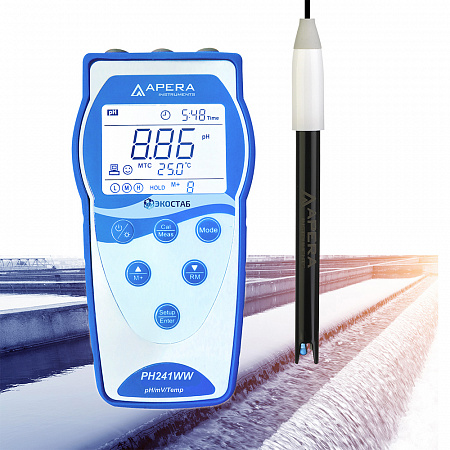 APERA
INSTRUMENTS
pH
5:48 Time
8.86 pH
MTC 25.0 °C
L M H HOLD M+ 8
ЭКОСТАБ
Cal
Meas
Mode
M+
RM
Setup
Enter
PH241WW
pH/mV/Temp
APERA